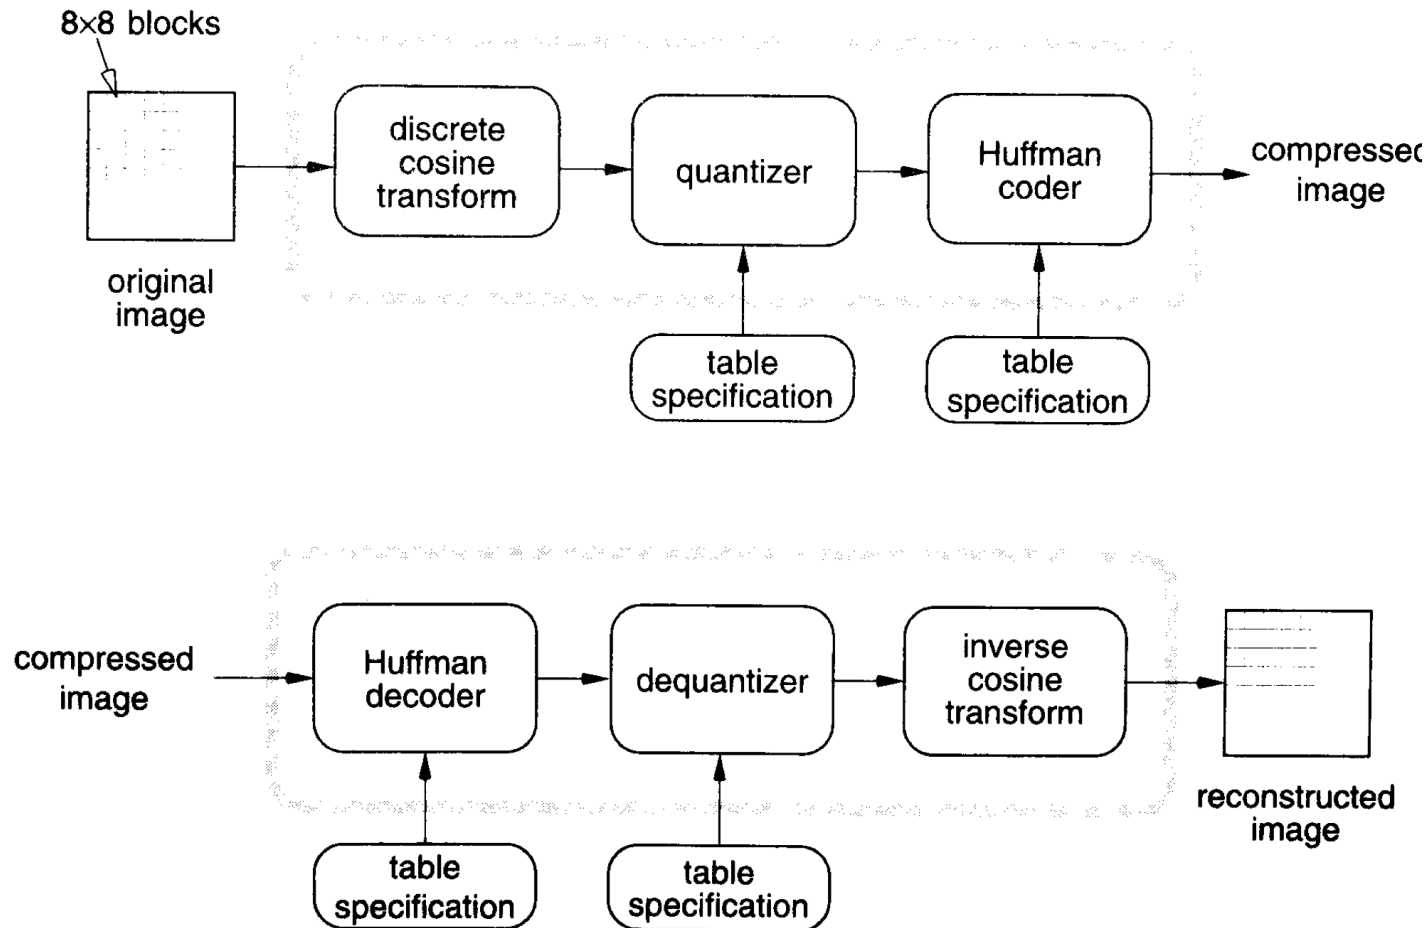 8×8 blocks
discrete
cosine
transform
quantizer
Huffman
coder
compressed
image
original
image
table
specification
table
specification
compressed
image
Huffman
decoder
dequantizer
inverse
cosine
transform
reconstructed
image
table
specification
table
specification